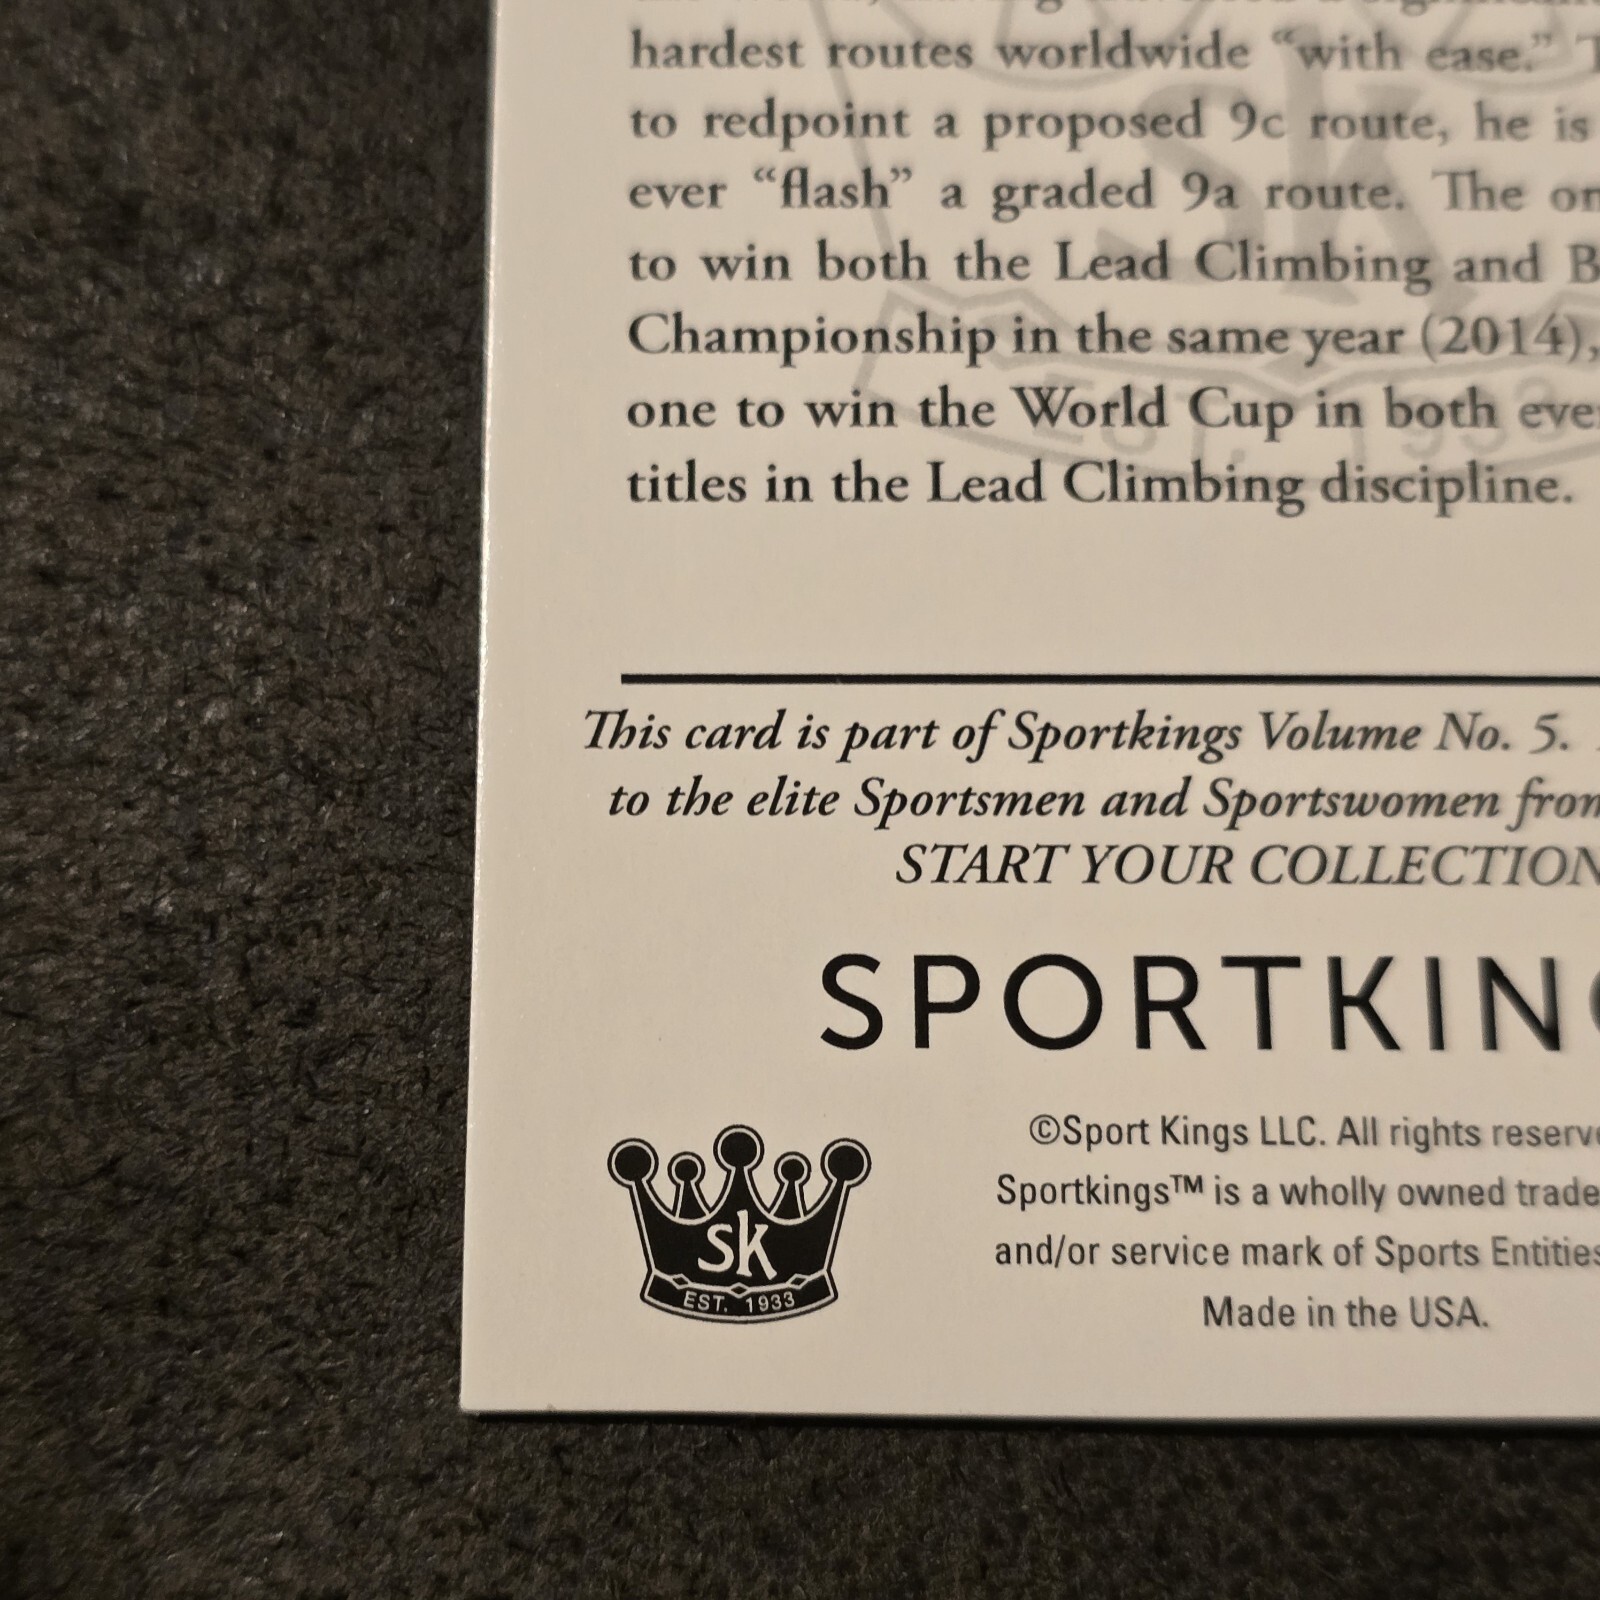 hardest routes worldwide “with ease.”
to redpoint a proposed 9c route, he is
ever “flash” a graded 9a route. The
to win both the Lead Climbing and
Championship in the same year (2014),
one to win the World Cup in both
titles in the Lead Climbing discipline.
This card is part of Sportkings Volume No. 5.
to the elite Sportsmen and Sportswomen
START YOUR COLLECTION
SPORTKIN
©Sport Kings LLC. All rights
Sportkings™ is a wholly owned
and/or service mark of Sports
Made in the USA.
sk
EST. 1933